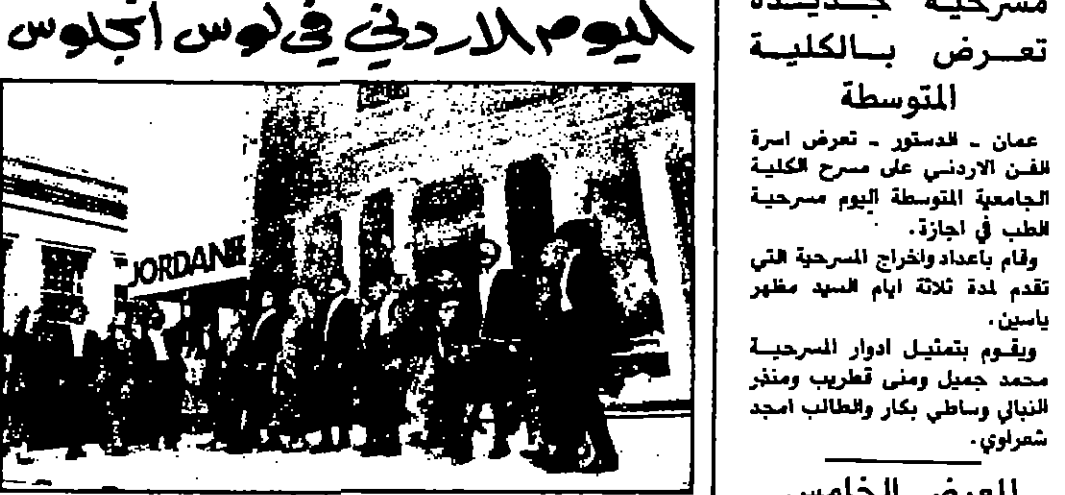 اليوم الاردني في لوس انجلوس
JORDANIE
مسرحية جديدة
تعرض بالكلية
المتوسطة
عمان - الدستور - تعرض اسرة
الفن الاردني على مسرح الكلية
الجامعية المتوسطة اليوم مسرحية
الطب في اجازة.
وقام باعداد واخراج المسرحية التي
تقدم لمدة ثلاثة ايام السيد مظهر
ياسين.
ويقوم بتمثيل ادوار المسرحية
محمد جميل ومنى قطريب ومنذر
النبالي وساطي بكار والطالب امجد
شعراوي.
المعرض الخامس